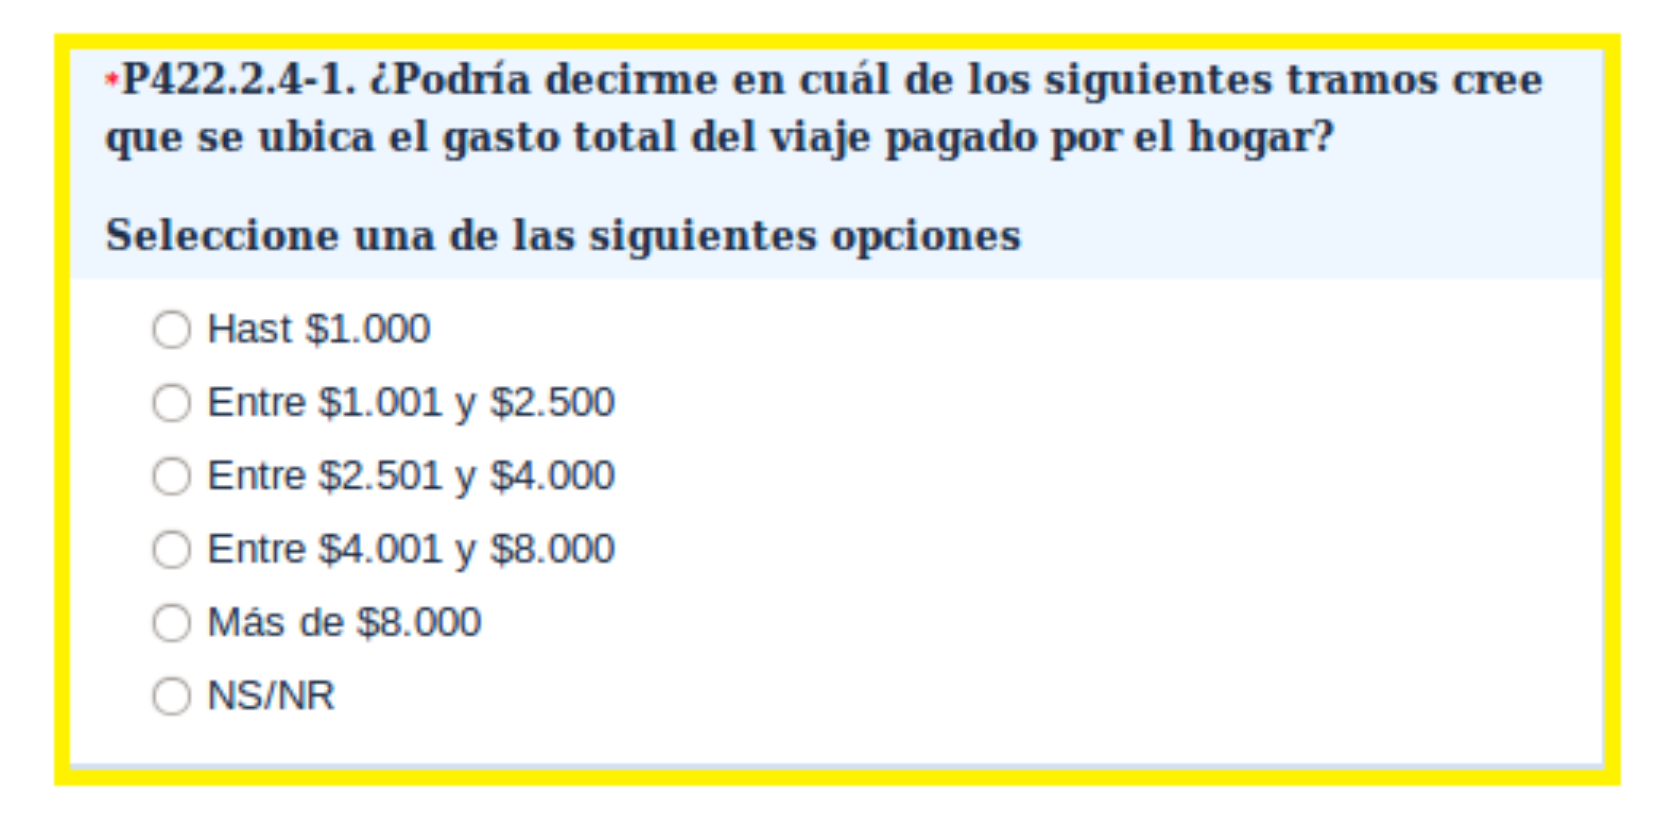 *P422.2.4-1. ¿Podría decirme en cuál de los siguientes tramos cree
que se ubica el gasto total del viaje pagado por el hogar?
Seleccione una de las siguientes opciones
Hast $1.000
Entre $1.001 y $2.500
Entre $2.501 y $4.000
Entre $4.001 y $8.000
Más de $8.000
NS/NR